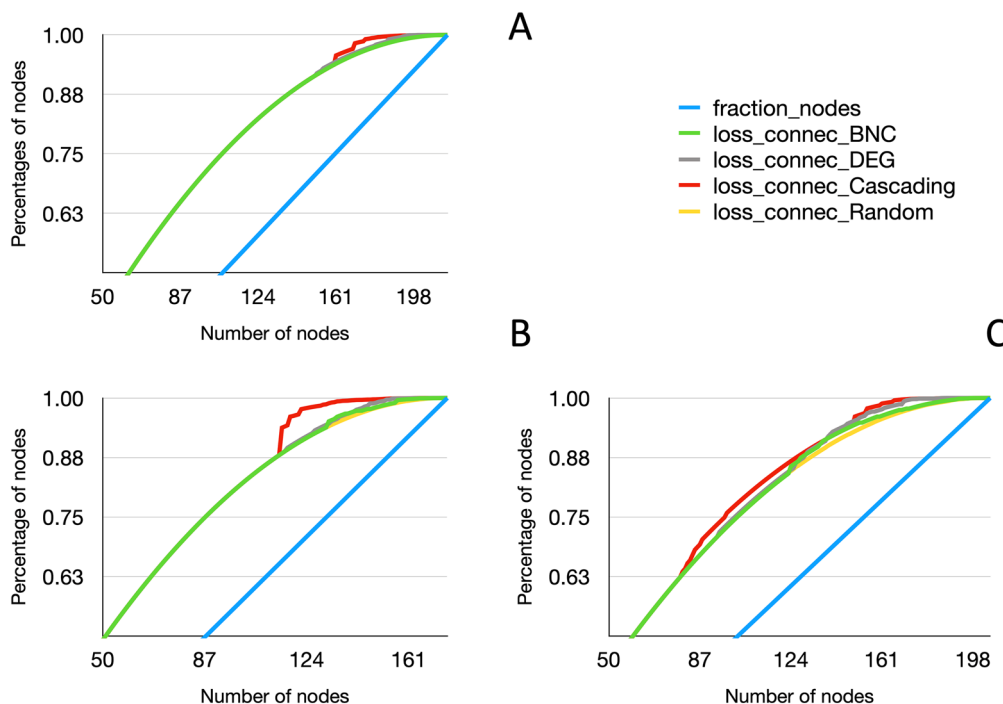 A
1.00
0.88
0.75
0.63
Percentages of nodes
50 87 124 161 198
Number of nodes
fraction_nodes
loss_connec_BNC
loss_connec_DEG
loss_connec_Cascading
loss_connec_Random
B
1.00
0.88
0.75
0.63
Percentage of nodes
50 87 124 161
Number of nodes
C
1.00
0.88
0.75
0.63
Percentage of nodes
50 87 124 161 198
Number of nodes